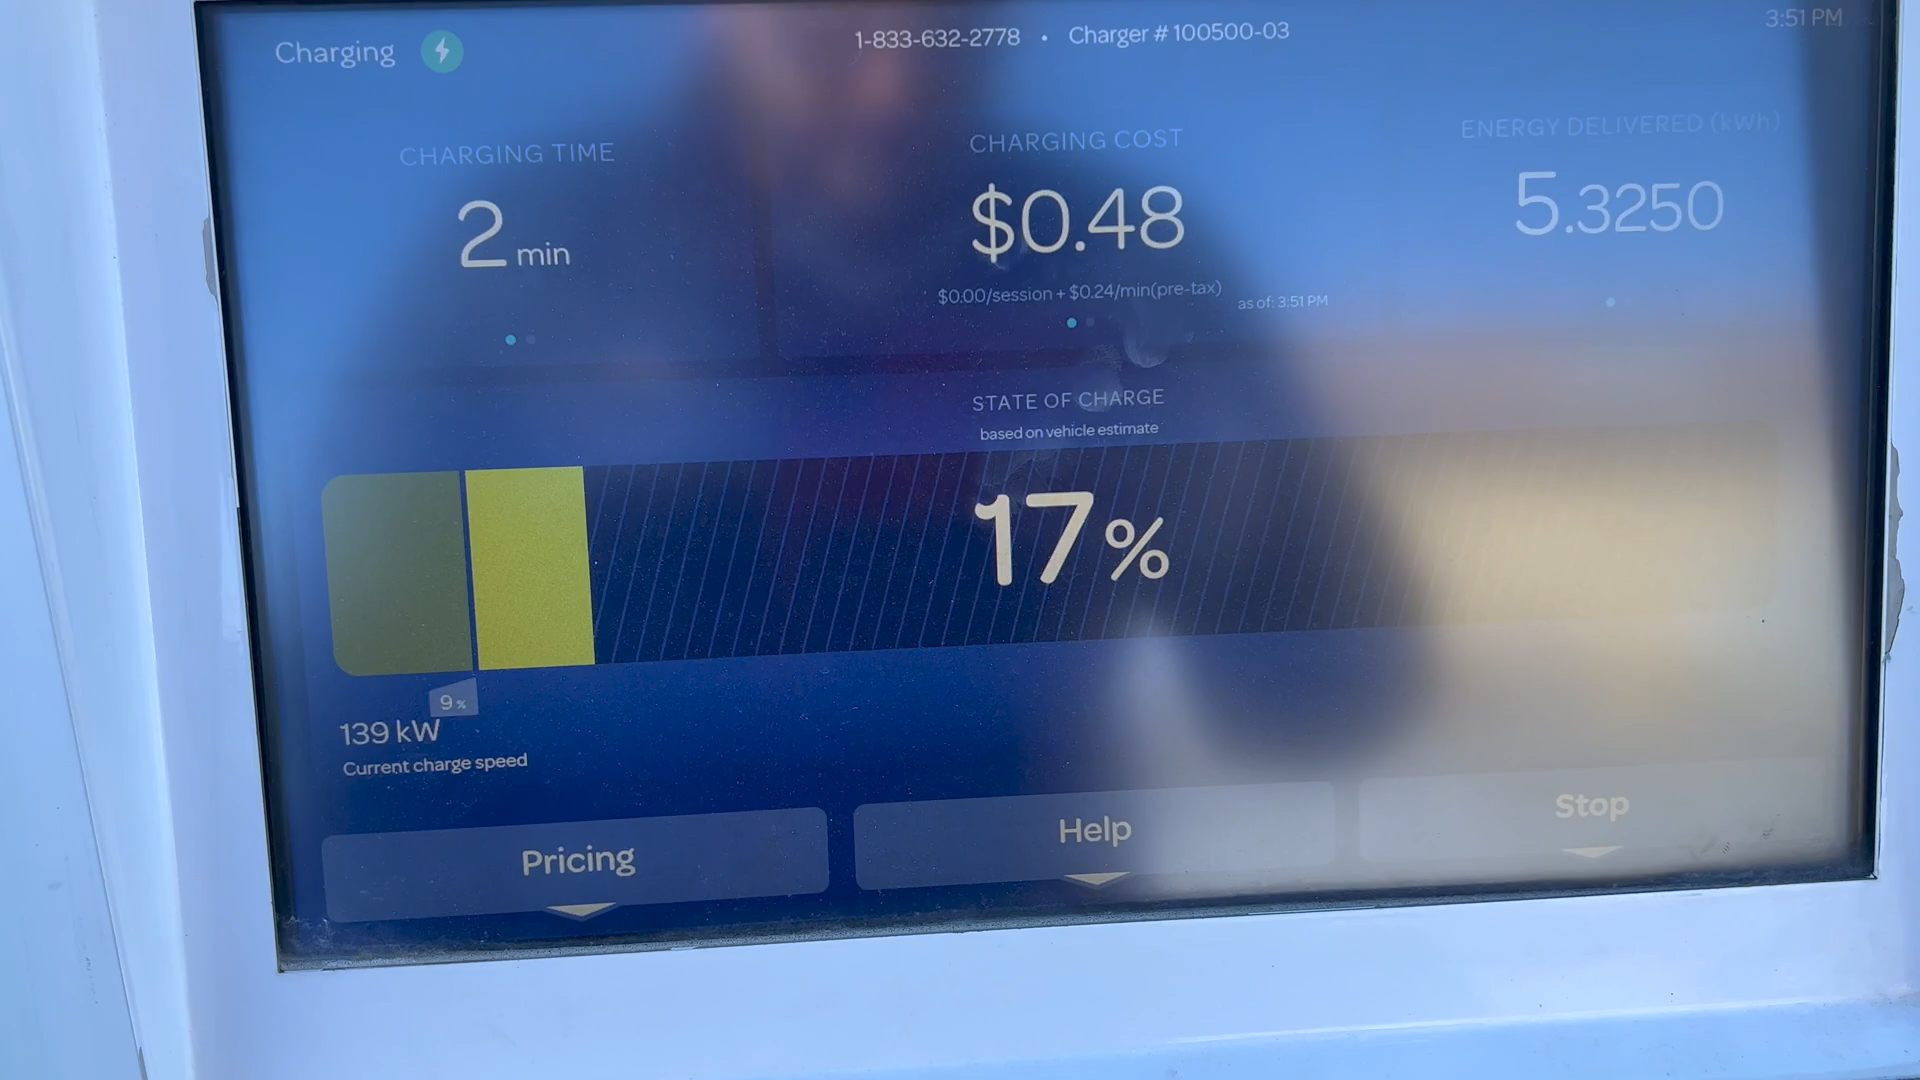 Charging
1-833-632-2778 • Charger # 100500-03
3:51 PM
CHARGING TIME
2 min
CHARGING COST
$0.48
$0.00/session + $0.24/min(pre-tax)
as of: 3:51 PM
ENERGY DELIVERED (kWh)
5.3250
STATE OF CHARGE
based on vehicle estimate
17%
9%
139 kW
Current charge speed
Pricing
Help
Stop